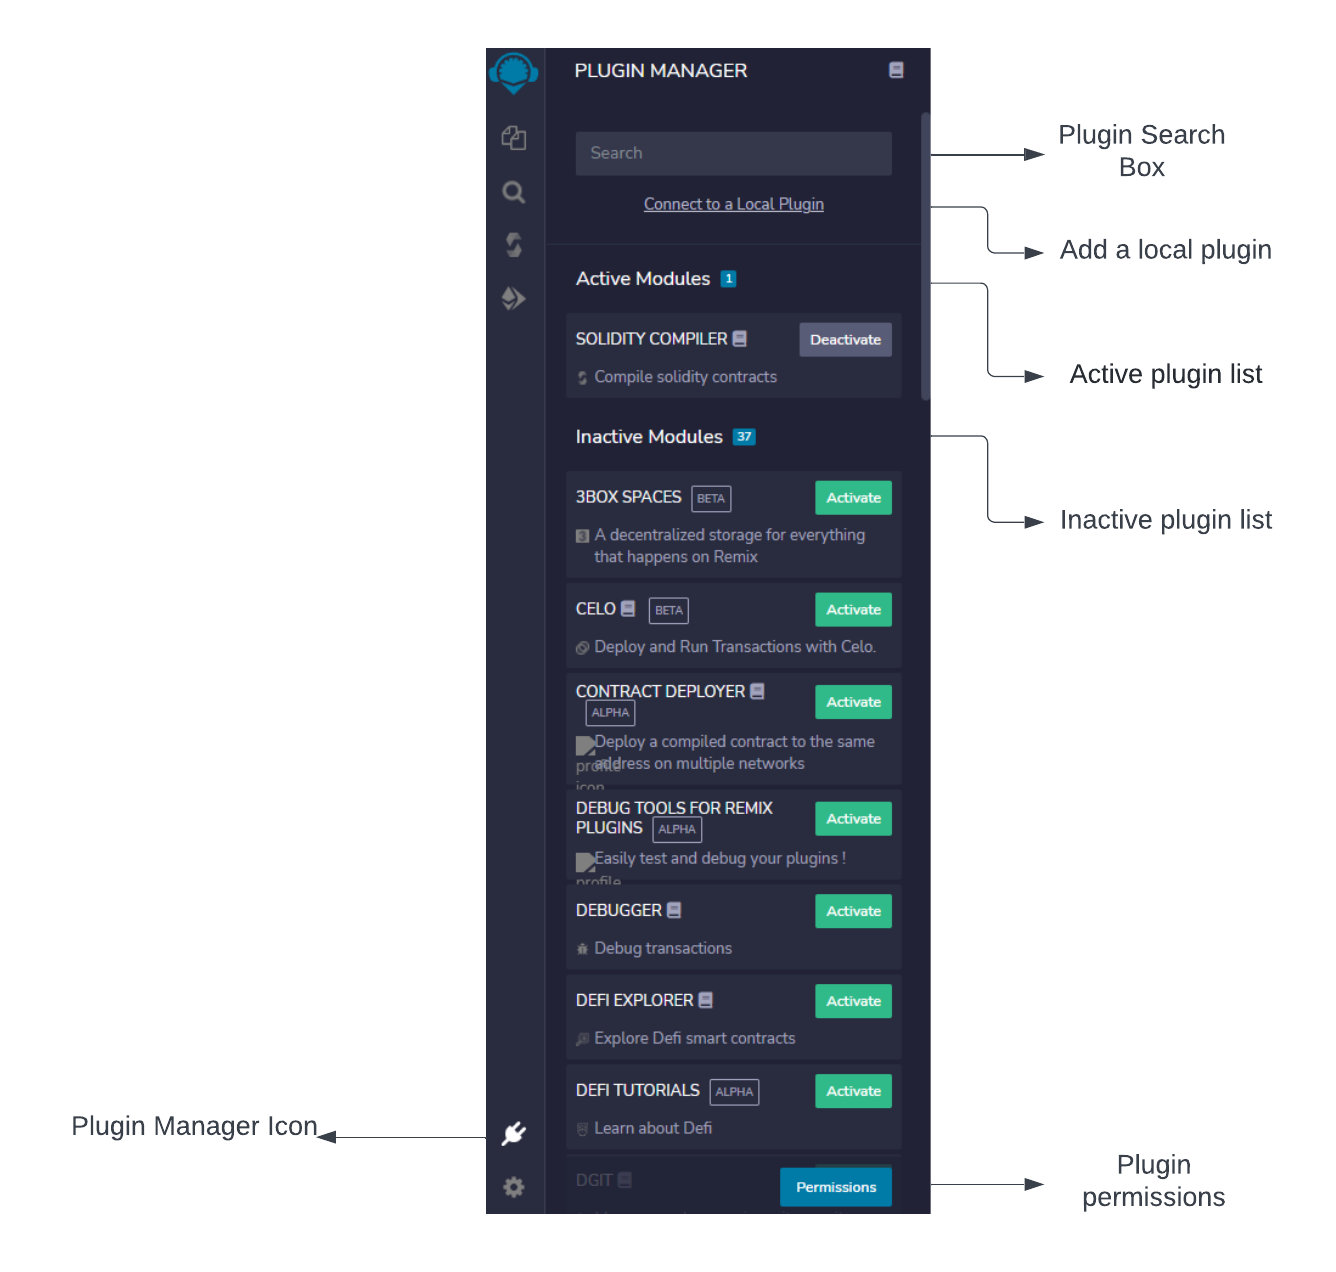 PLUGIN MANAGER
Search
Plugin Search
Box
Connect to a Local Plugin
Add a local plugin
Active Modules 1
SOLIDITY COMPILER
Deactivate
Compile solidity contracts
Active plugin list
Inactive Modules 37
3BOX SPACES BETA
Activate
Inactive plugin list
3 A decentralized storage for everything
that happens on Remix
CELO BETA
Activate
Deploy and Run Transactions with Celo.
CONTRACT DEPLOYER
ALPHA
Activate
Deploy a compiled contract to the same
address on multiple networks
profile
icon
DEBUG TOOLS FOR REMIX
PLUGINS ALPHA
Activate
Easily test and debug your plugins !
profile
DEBUGGER
Activate
Debug transactions
DEFI EXPLORER
Activate
Explore Defi smart contracts
DEFI TUTORIALS ALPHA
Activate
Learn about Defi
Plugin Manager Icon
DGIT
Permissions
Plugin
permissions